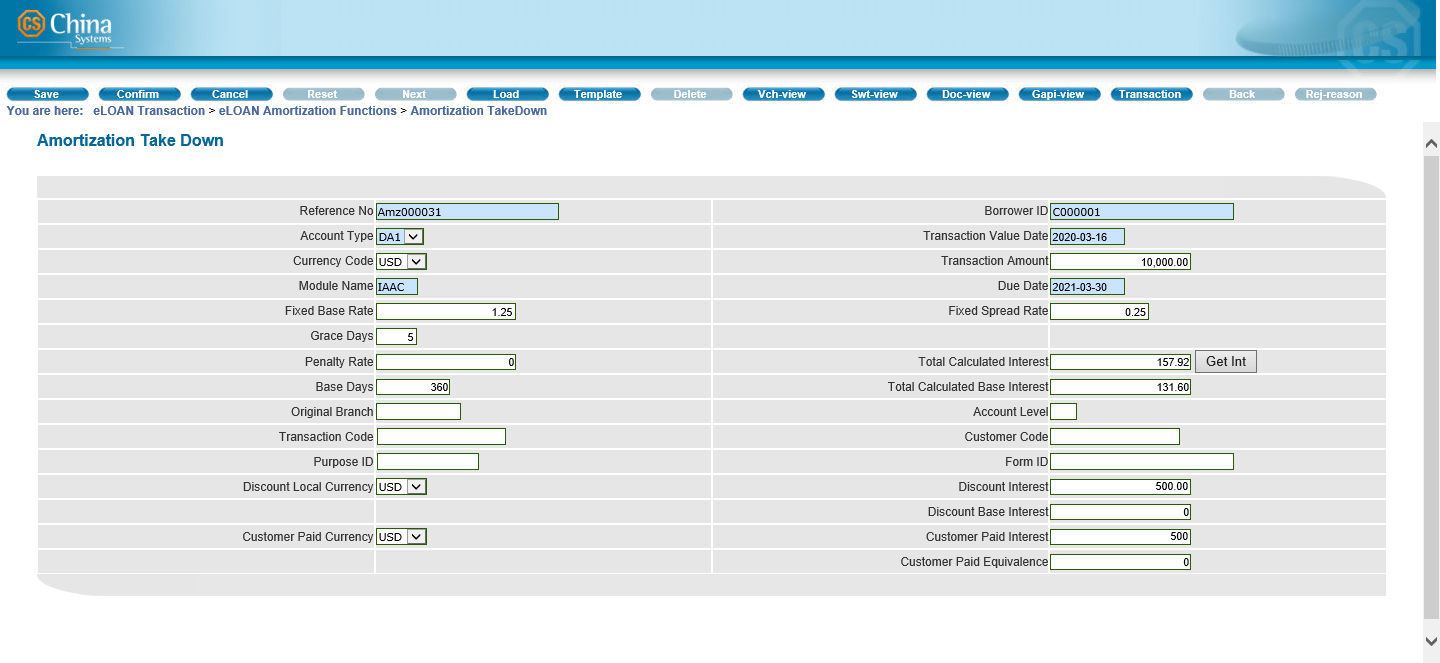 CS China
Systems
CS
Save Confirm Cancel Reset Next Load Template Delete Vch-view Swt-view Doc-view Gapi-view Transaction Back Rej-reason
You are here: eLOAN Transaction > eLOAN Amortization Functions > Amortization TakeDown
Amortization Take Down
Reference No Amz000031 Borrower ID C000001
Account Type DA1 Transaction Value Date 2020-03-16
Currency Code USD Transaction Amount 10,000.00
Module Name IAAC Due Date 2021-03-30
Fixed Base Rate 1.25 Fixed Spread Rate 0.25
Grace Days 5
Penalty Rate 0 Total Calculated Interest 157.92 Get Int
Base Days 360 Total Calculated Base Interest 131.60
Original Branch Account Level
Transaction Code Customer Code
Purpose ID Form ID
Discount Local Currency USD Discount Interest 500.00
Discount Base Interest 0
Customer Paid Currency USD Customer Paid Interest 500
Customer Paid Equivalence 0